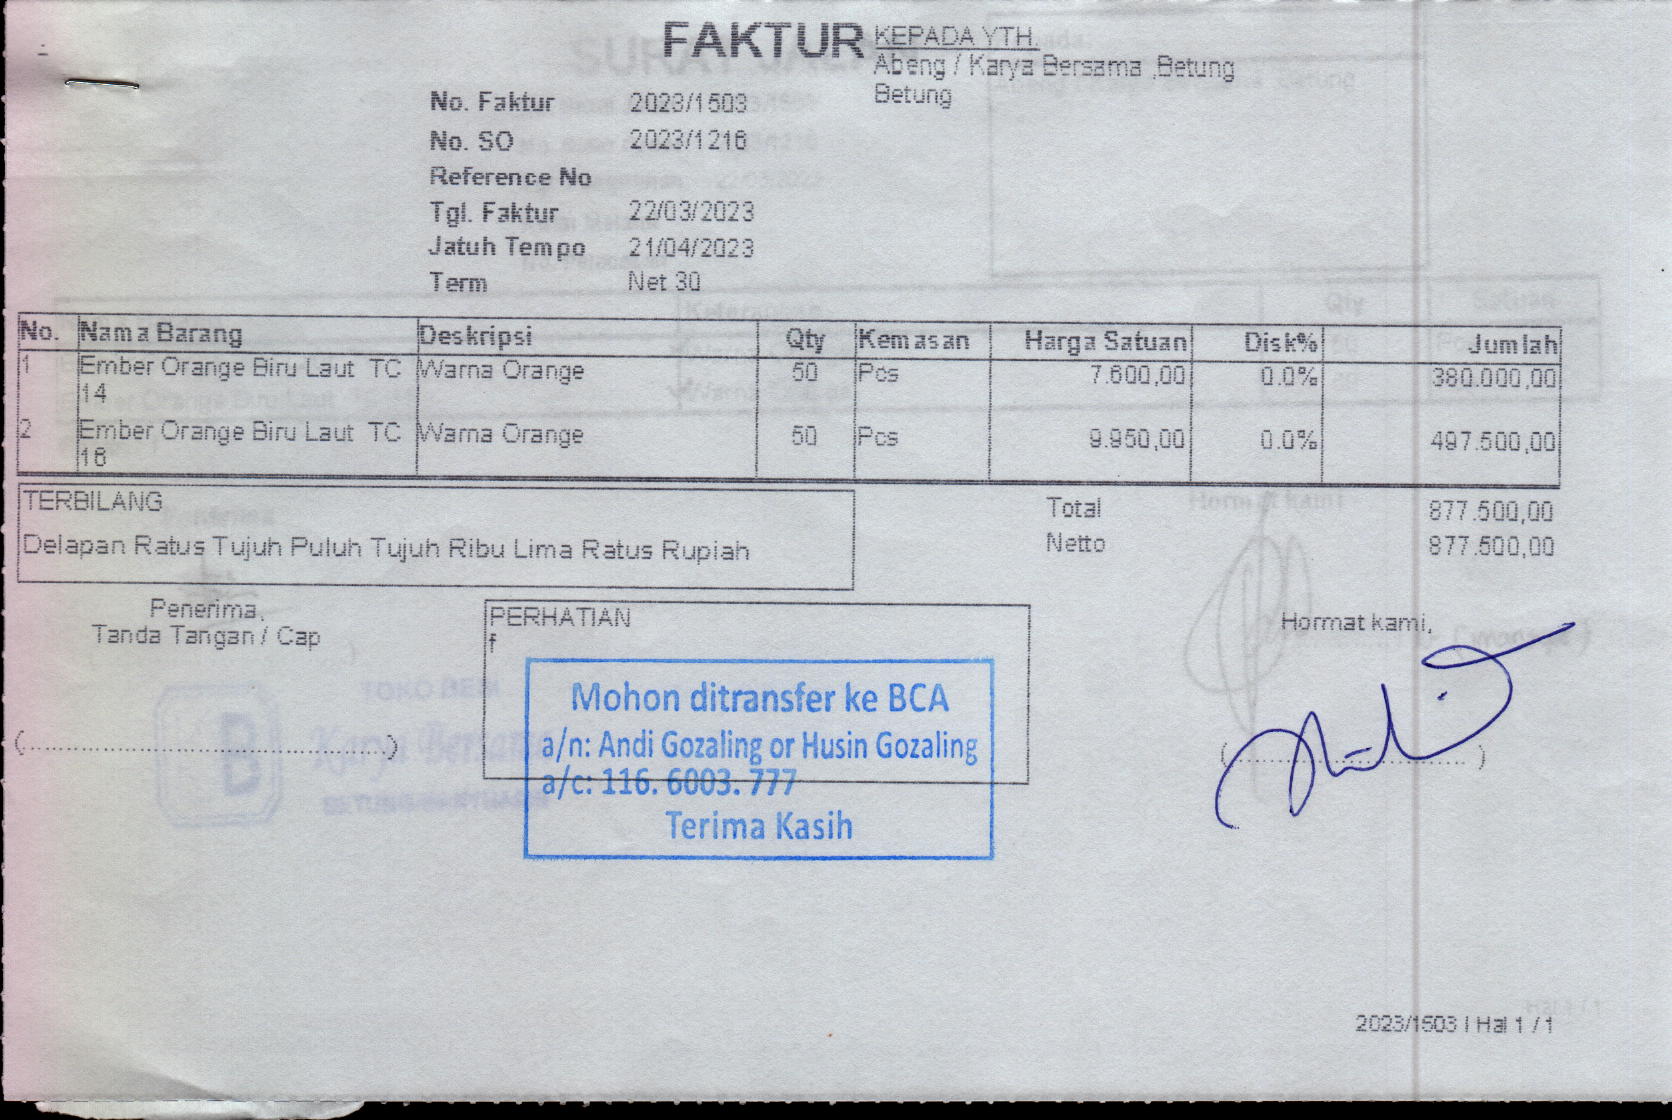 FAKTUR
KEPADA YTH.
Abeng / Karya Bersama ,Betung
Betung
No. Faktur 2023/1503
No. SO 2023/1216
Reference No
Tgl. Faktur 22/03/2023
Jatuh Tempo 21/04/2023
Term Net 30
No. Nama Barang Deskripsi Qty Kemasan Harga Satuan Disk% Jumlah
1 Ember Orange Biru Laut TC Warna Orange 50 Pcs 7.600,00 0.0% 380.000,00
14
2 Ember Orange Biru Laut TC Warna Orange 50 Pcs 9.950,00 0.0% 497.500,00
16
TERBILANG
Delapan Ratus Tujuh Puluh Tujuh Ribu Lima Ratus Rupiah
Total 877.500,00
Netto 877.500,00
Penerima,
Tanda Tangan / Cap
(........................................................)
PERHATIAN
f
Mohon ditransfer ke BCA
a/n: Andi Gozaling or Husin Gozaling
a/c: 116. 6003. 777
Terima Kasih
TOKO BESI
Karya Bersama
B
Hormat kami,
(........................................)
2023/1503 | Hal 1 / 1